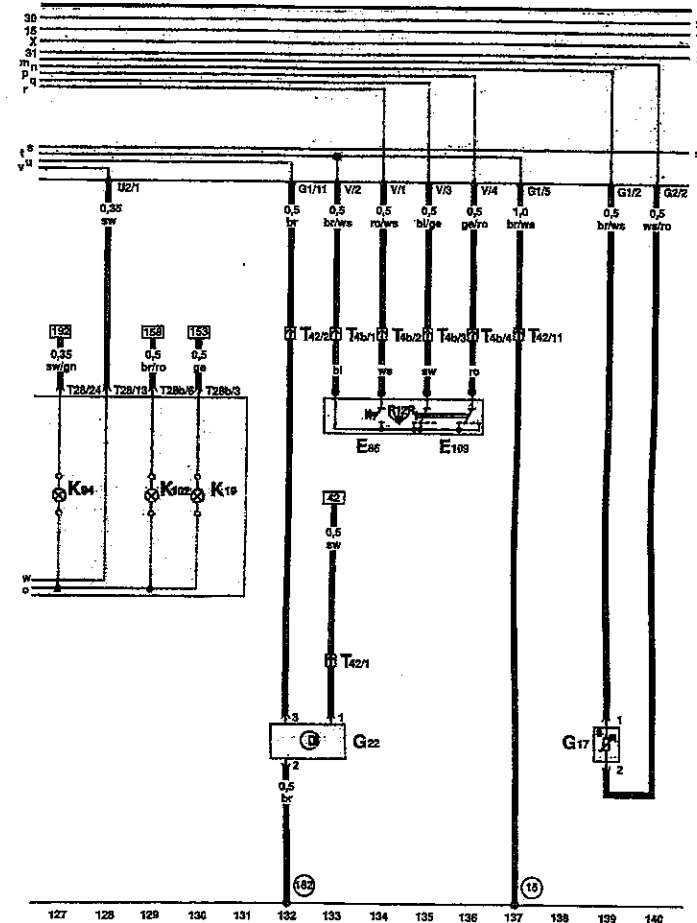 30
15
X
31
m n
p q
r
t s
v u
U2/1 G1/11 V/2 V/1 V/3 V/4 G1/5 G1/2 G2/2
0,35 0,5 0,5 0,5 0,5 0,5 1,0 0,5 0,5
sw br br/ws ro/ws bl/ge ge/ro br/ws br/ws ws/ro
192 153
T42/2 T4b/1 T4b/2 T4b/3 T4b/4 T42/11
0,35 0,5 0,5
sw/gn br/ro ge
bl ws sw ro
T28/24 T28/13 T28b/6 T28b/3
E86 E109
K94 K102 K19
42
0,5
sw
w
o
T42/1
3 1
G22
2
0,5
br
G17
1
2
182 15
127 128 129 130 131 132 133 134 135 136 137 138 139 140